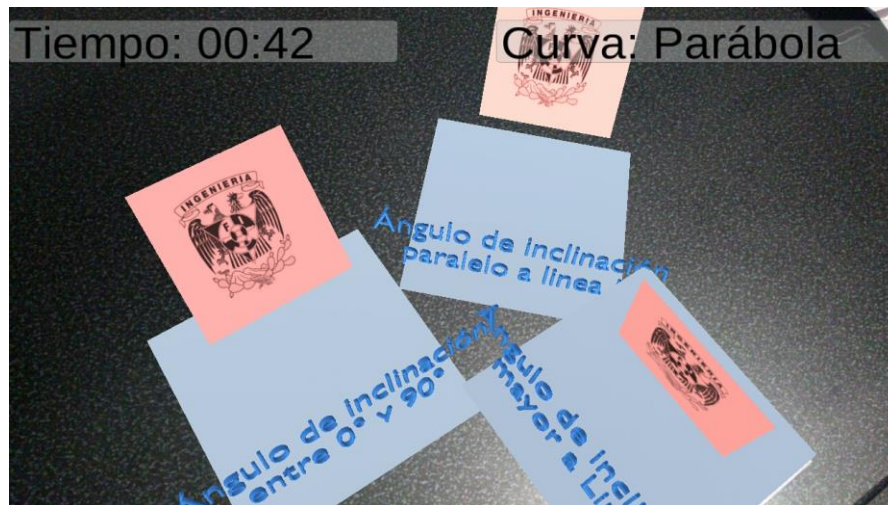 Tiempo: 00:42
Curva: Parábola
INGENIERIA
INGENIERIA
Ángulo de inclinación
paralelo a linea
INGENIERIA
Ángulo de inclinación
entre 0° y 90°
Ángulo de incli
mayor a Li